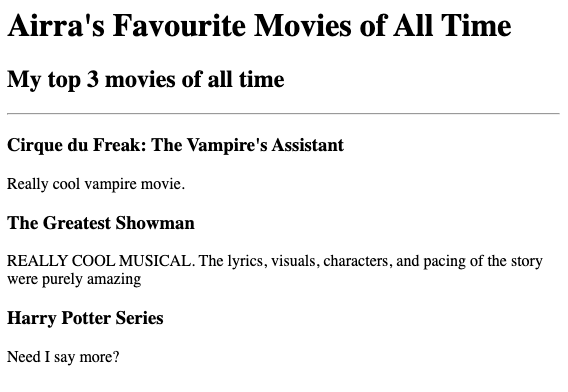 Airra's Favourite Movies of All Time
My top 3 movies of all time
Cirque du Freak: The Vampire's Assistant
Really cool vampire movie.
The Greatest Showman
REALLY COOL MUSICAL. The lyrics, visuals, characters, and pacing of the story
were purely amazing
Harry Potter Series
Need I say more?